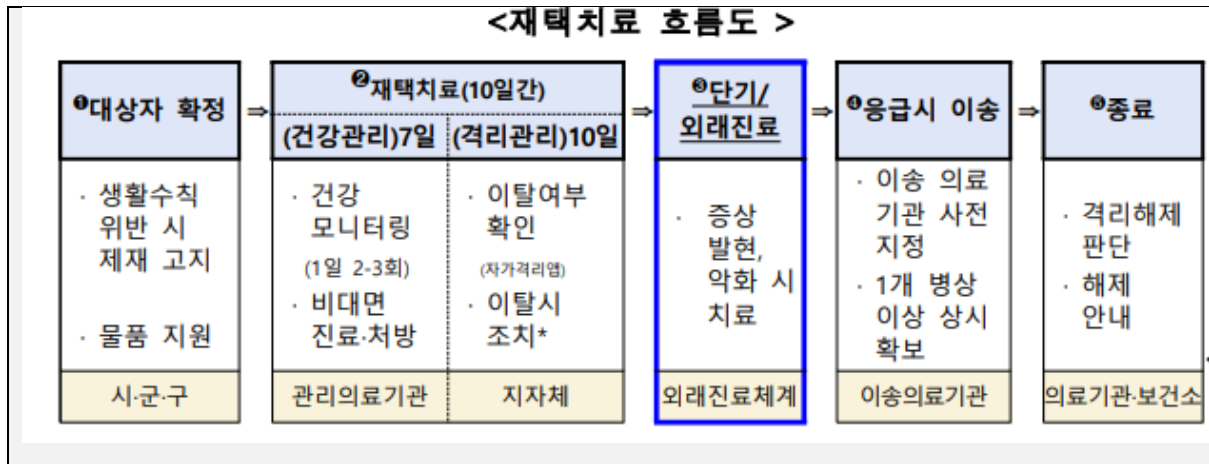 <재택치료 흐름도 >
❶대상자 확정
⇒
❷재택치료(10일간)
(건강관리)7일
(격리관리)10일
⇒
❸단기/
외래진료
⇒
❹응급시 이송
⇒
❺종료
· 생활수칙
위반 시
제재 고지
· 물품 지원
· 건강
모니터링
(1일 2-3회)
· 비대면
진료·처방
· 이탈여부
확인
(자가격리앱)
· 이탈시
조치*
· 증상
발현,
악화 시
치료
· 이송 의료
기관 사전
지정
· 1개 병상
이상 상시
확보
· 격리해제
판단
· 해제
안내
시·군·구
관리의료기관
지자체
외래진료체계
이송의료기관
의료기관·보건소